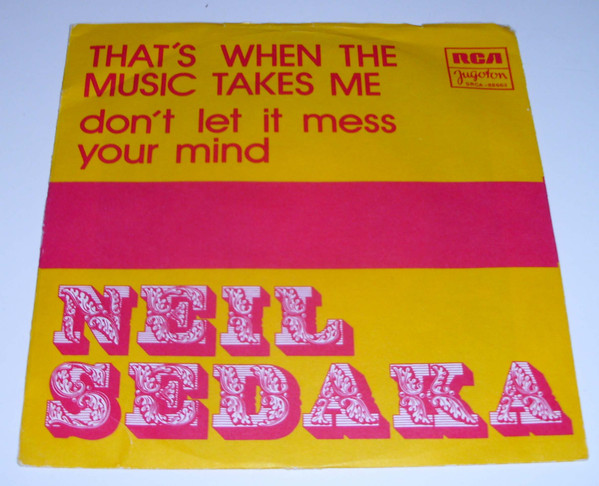 THAT'S WHEN THE
MUSIC TAKES ME
don't let it mess
your mind
RCA
Jugoton
NEIL
SEDAKA